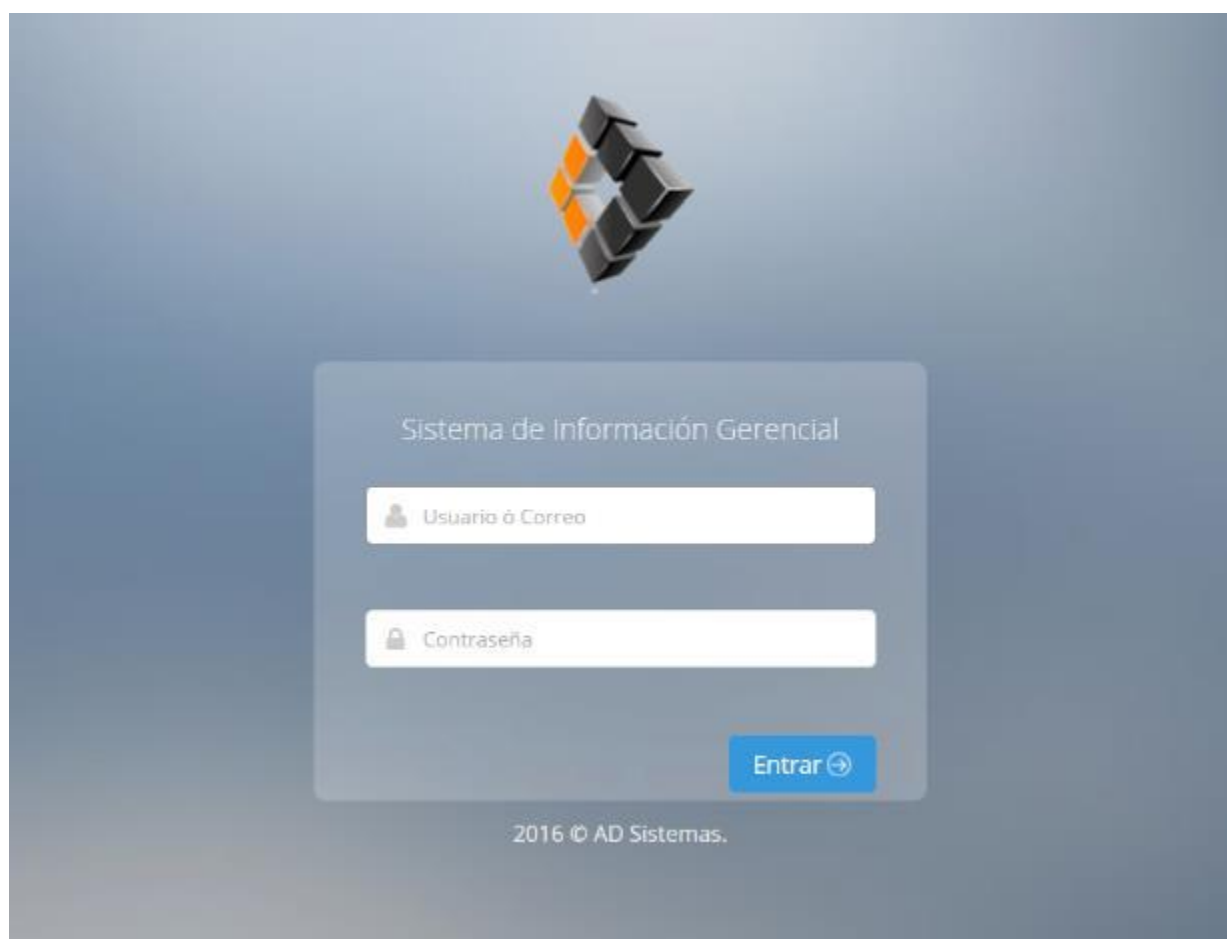 Sistema de Información Gerencial
Usuario ó Correo
Contraseña
Entrar
2016 © AD Sistemas.